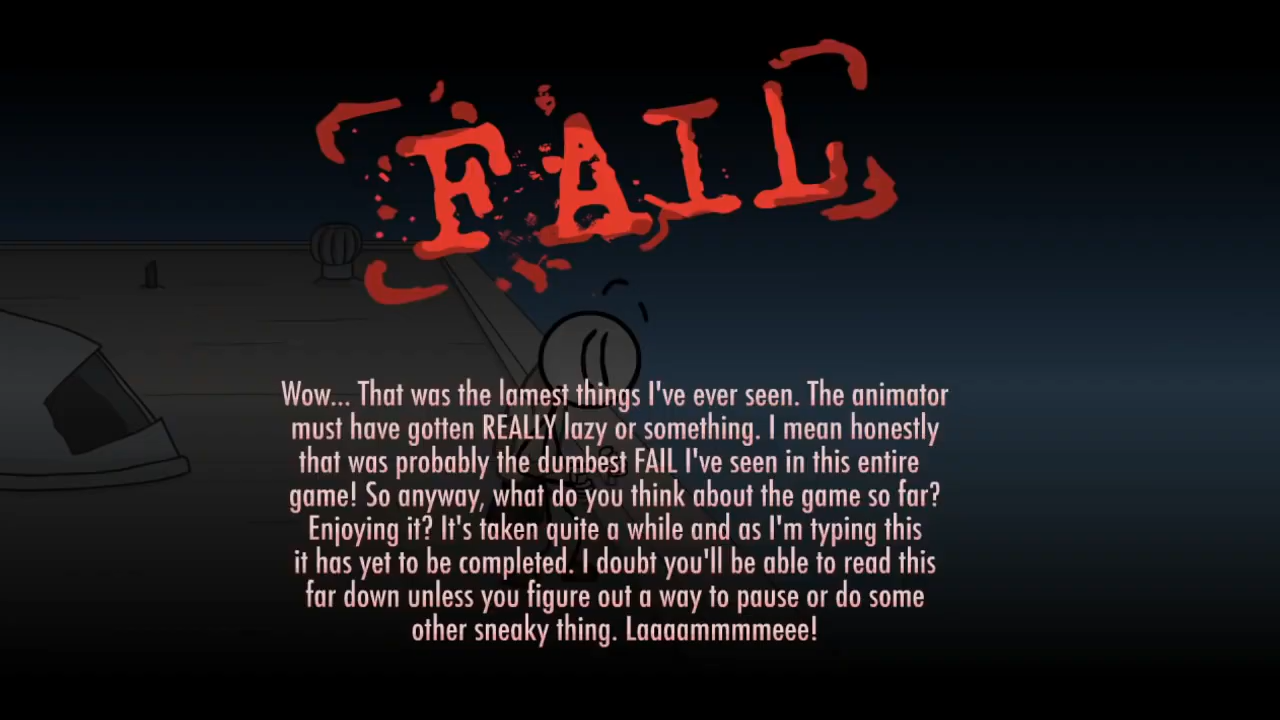 FAIL
Wow... That was the lamest things I've ever seen. The animator
must have gotten REALLY lazy or something. I mean honestly
that was probably the dumbest FAIL I've seen in this entire
game! So anyway, what do you think about the game so far?
Enjoying it? It's taken quite a while and as I'm typing this
it has yet to be completed. I doubt you'll be able to read this
far down unless you figure out a way to pause or do some
other sneaky thing. Laaaammmmeee!